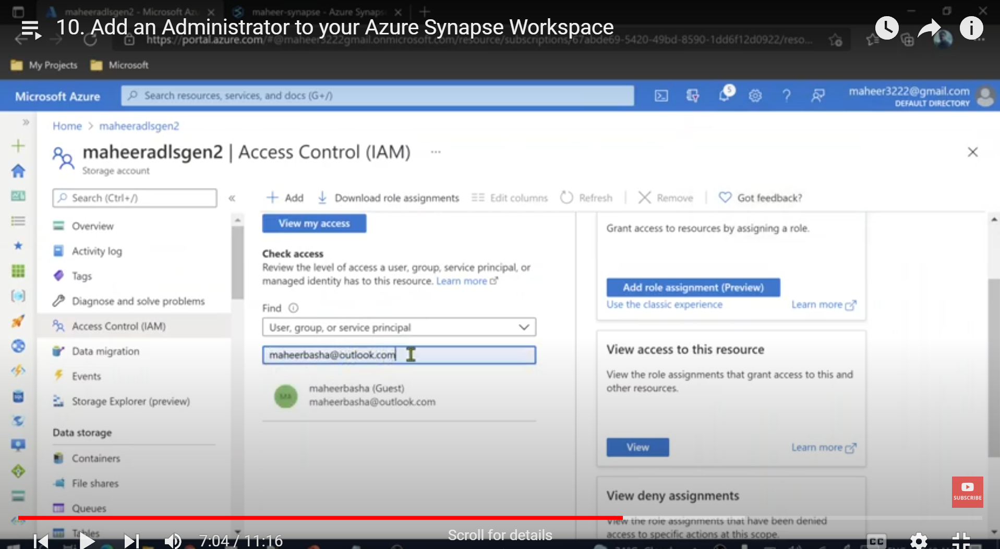 maheeradlsgen2 - Microsoft Azu
maheer-synapse - Azure Synaps
10. Add an Administrator to your Azure Synapse Workspace
https://portal.azure.com/#@maheer3222gmail.onmicrosoft.com/resource/subscriptions/67abde69-5420-49bd-8590-1dd6f12d0922/reso...
My Projects
Microsoft
Microsoft Azure
Search resources, services, and docs (G+/)
5
maheer3222@gmail.com
DEFAULT DIRECTORY
Home > maheeradlsgen2
maheeradlsgen2 | Access Control (IAM) ...
Storage account
Search (Ctrl+/)
Add
Download role assignments
Edit columns
Refresh
Remove
Got feedback?
Overview
Activity log
Tags
Diagnose and solve problems
Access Control (IAM)
Data migration
Events
Storage Explorer (preview)
Data storage
Containers
File shares
Queues
Tables
View my access
Check access
Review the level of access a user, group, service principal, or
managed identity has to this resource. Learn more
Find
User, group, or service principal
maheerbasha@outlook.com
MA
maheerbasha (Guest)
maheerbasha@outlook.com
Grant access to resources by assigning a role.
Add role assignment (Preview)
Use the classic experience
Learn more
View access to this resource
View the role assignments that grant access to this and
other resources.
View
Learn more
View deny assignments
View the role assignments that have been denied
access to specific actions at this scope.
SUBSCRIBE
7:04 / 11:16
Scroll for details
CC